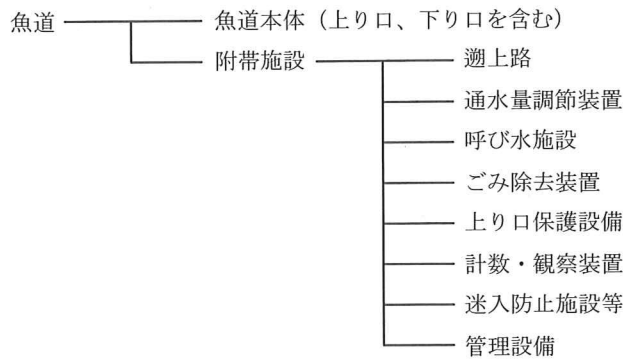 魚道 魚道本体（上り口、下り口を含む）
附帯施設 遡上路
通水量調節装置
呼び水施設
ごみ除去装置
上り口保護設備
計数・観察装置
迷入防止施設等
管理設備